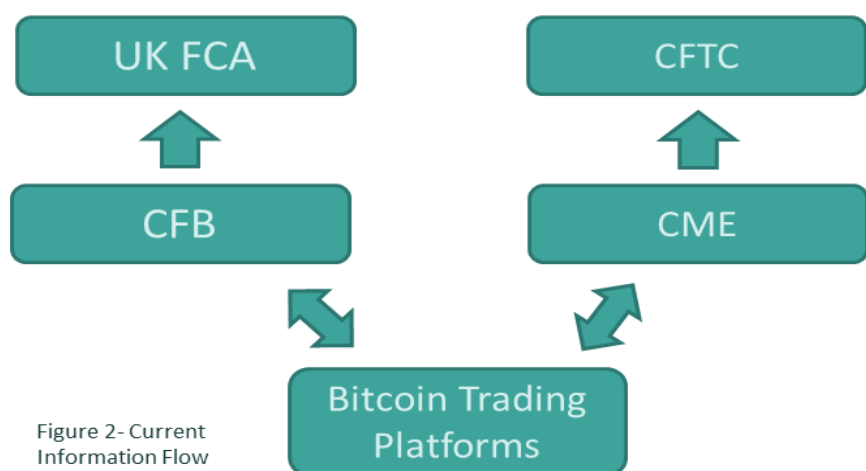 UK FCA
CFTC
CFB
CME
Bitcoin Trading
Platforms
Figure 2- Current
Information Flow